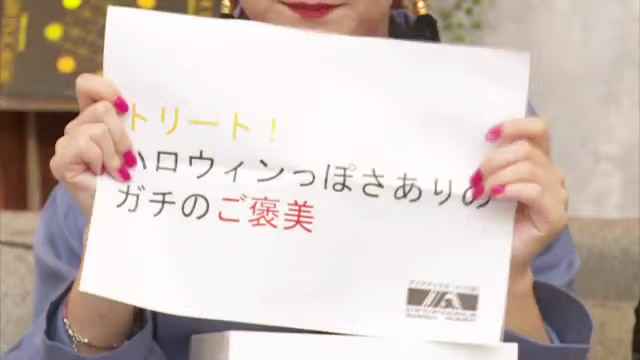 トリート！
ハロウィンっぽさありの
ガチのご褒美